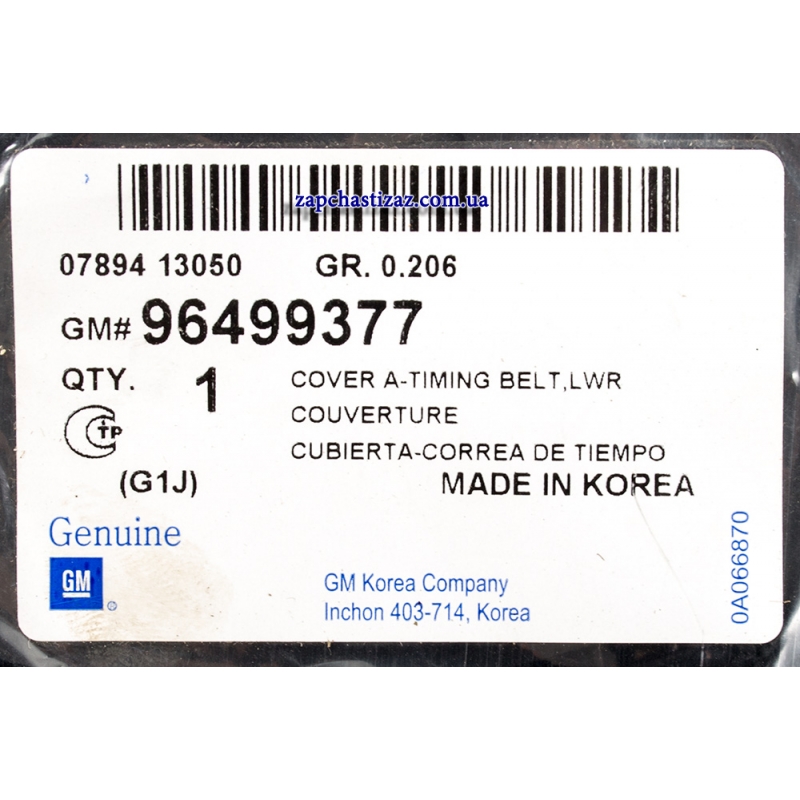 zapchastizaz.com.ua
07894 13050 GR. 0.206
GM# 96499377
QTY. 1 COVER A-TIMING BELT,LWR
COUVERTURE
CTP
CUBIERTA-CORREA DE TIEMPO
(G1J) MADE IN KOREA
Genuine
GM ®
GM Korea Company
Inchon 403-714, Korea
0A066870